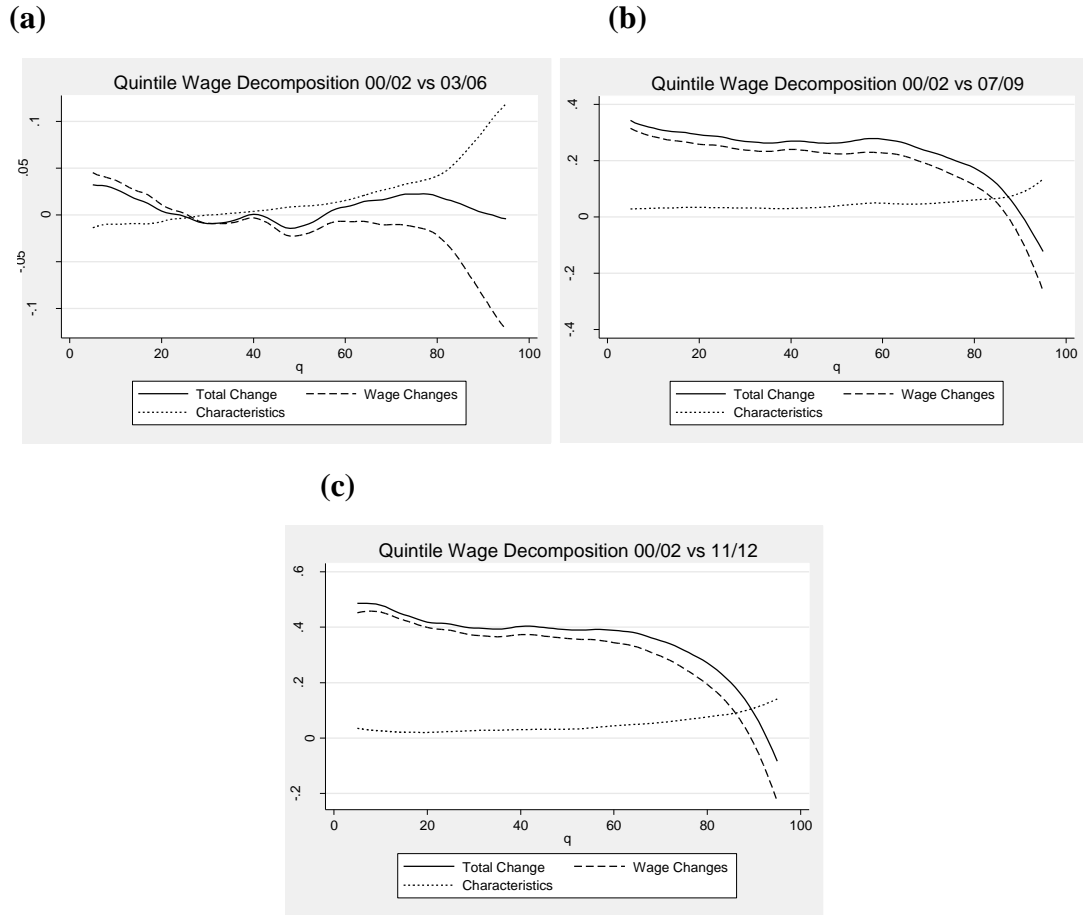 (a)
Quintile Wage Decomposition 00/02 vs 03/06
.1
.05
0
-.05
-.1
0 20 40 60 80 100
q
Total Change Wage Changes
Characteristics
(b)
Quintile Wage Decomposition 00/02 vs 07/09
.4
.2
0
-.2
-.4
0 20 40 60 80 100
q
Total Change Wage Changes
Characteristics
(c)
Quintile Wage Decomposition 00/02 vs 11/12
.6
.4
.2
0
-.2
0 20 40 60 80 100
q
Total Change Wage Changes
Characteristics